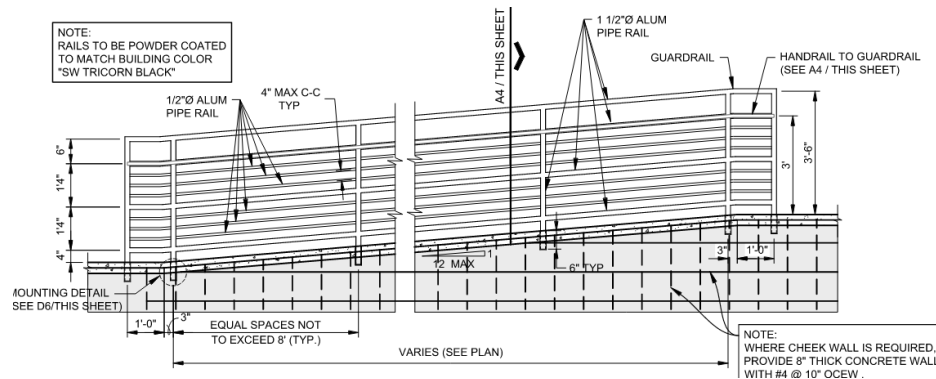 NOTE:
RAILS TO BE POWDER COATED
TO MATCH BUILDING COLOR
"SW TRICORN BLACK"
1/2"Ø ALUM
PIPE RAIL
4" MAX C-C
TYP
A4 / THIS SHEET
1 1/2"Ø ALUM
PIPE RAIL
GUARDRAIL
HANDRAIL TO GUARDRAIL
(SEE A4 / THIS SHEET)
6"
1'4"
1'4"
4"
3'
3'-6"
1
12 MAX
6" TYP
3"
1'-0"
MOUNTING DETAIL
(SEE D6/THIS SHEET)
1'-0"
3"
EQUAL SPACES NOT
TO EXCEED 8' (TYP.)
VARIES (SEE PLAN)
NOTE:
WHERE CHEEK WALL IS REQUIRED,
PROVIDE 8" THICK CONCRETE WALL
WITH #4 @ 10" OCEW .